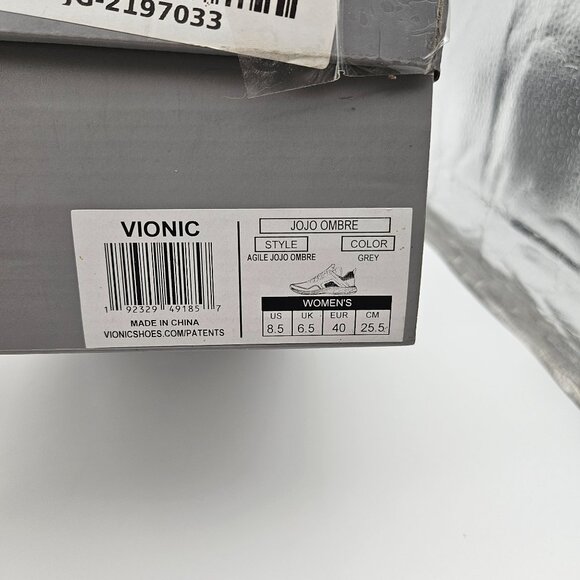 JG-2197033
VIONIC
1 92329 49185 7
MADE IN CHINA
VIONICSHOES.COM/PATENTS
JOJO OMBRE
STYLE COLOR
AGILE JOJO OMBRE GREY
WOMEN'S
US UK EUR CM
8.5 6.5 40 25.5